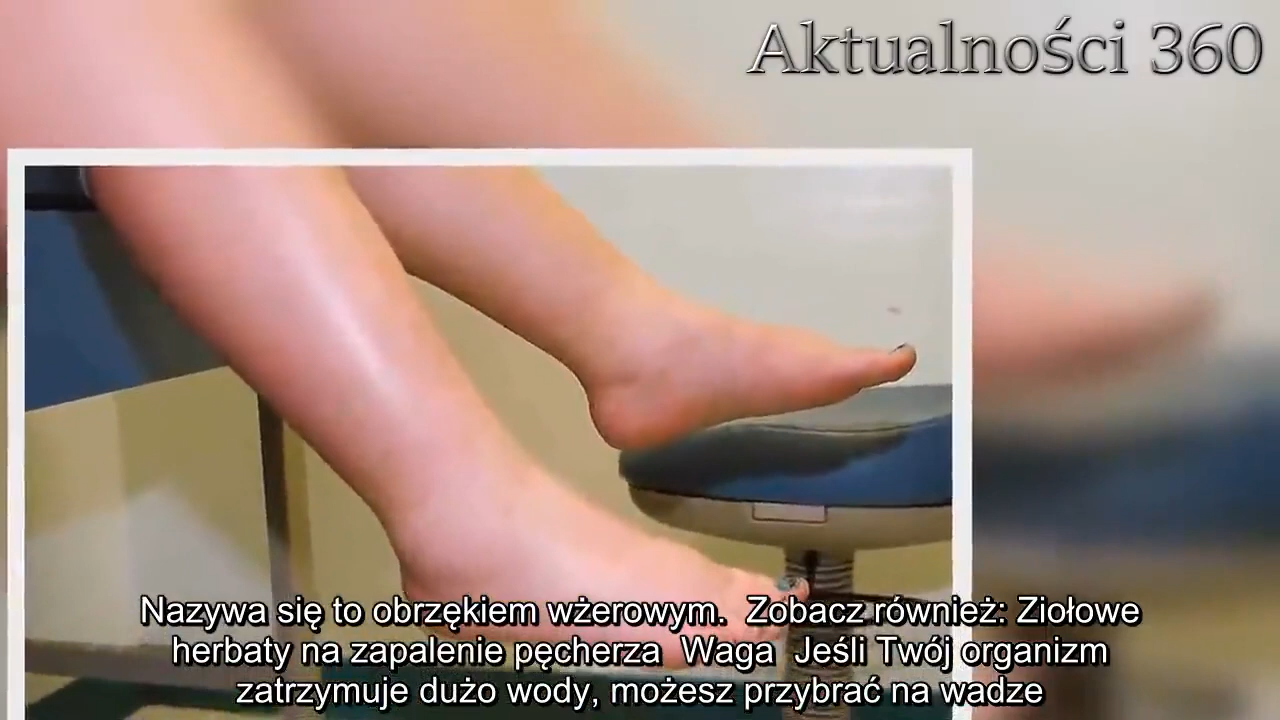 Aktualności 360
Nazywa się to obrzękiem wżerowym.  Zobacz również: Ziołowe
herbaty na zapalenie pęcherza  Waga  Jeśli Twój organizm
zatrzymuje dużo wody, możesz przybrać na wadze